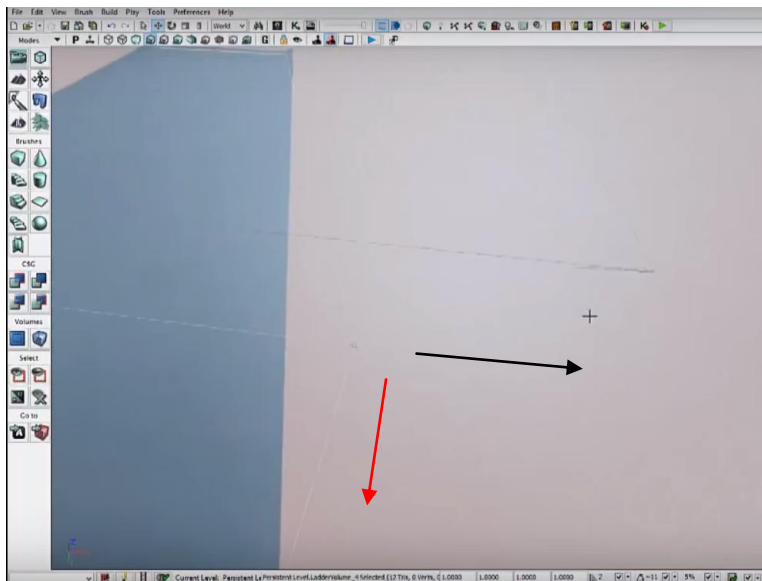 File Edit View Brush Build Play Tools Preferences Help
World
Modes
P G K
Brushes
CSG
Volumes
Select
Go to
Current Level: Persistent Persistent Level.LadderVolume_4 Selected (12 Tris, 0 Verts, 1.0000 1.0000 1.0000 1.0000 2 5%